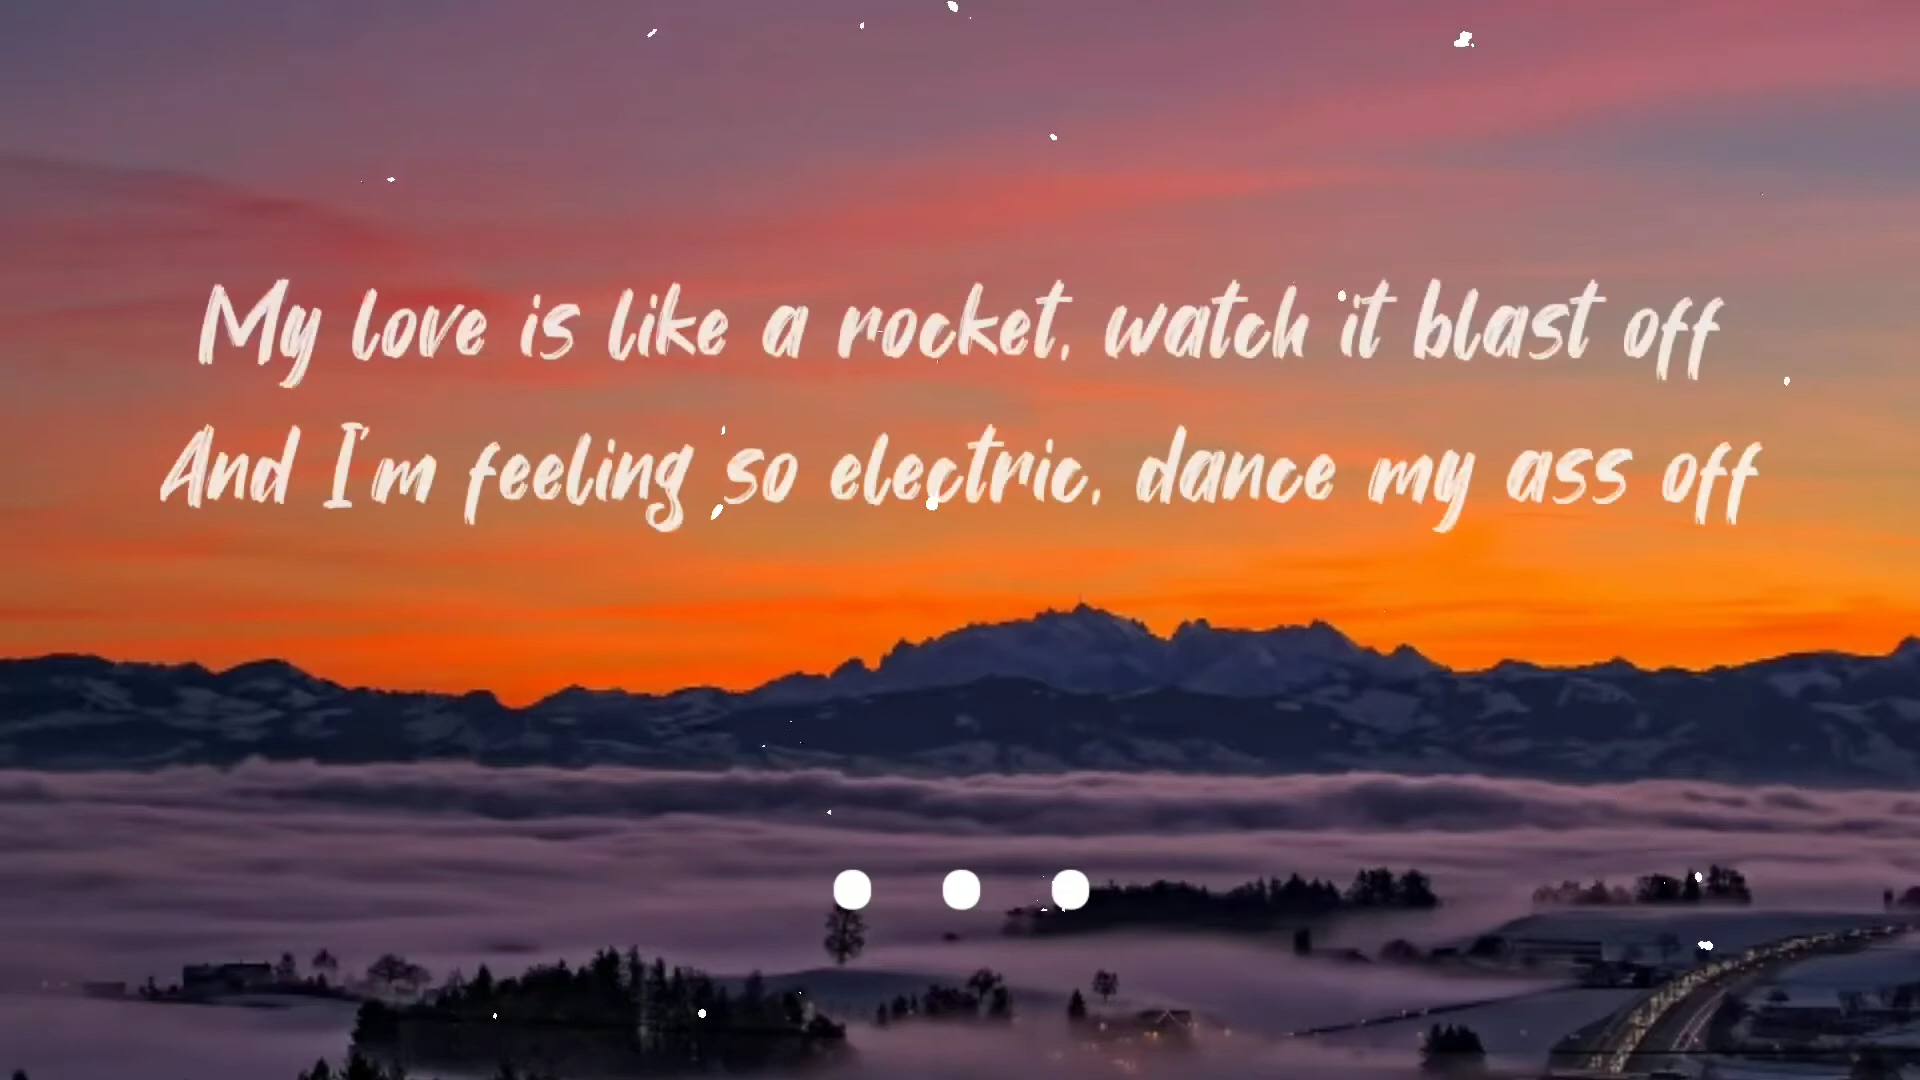 My love is like a rocket, watch it blast off
And I'm feeling so electric, dance my ass off